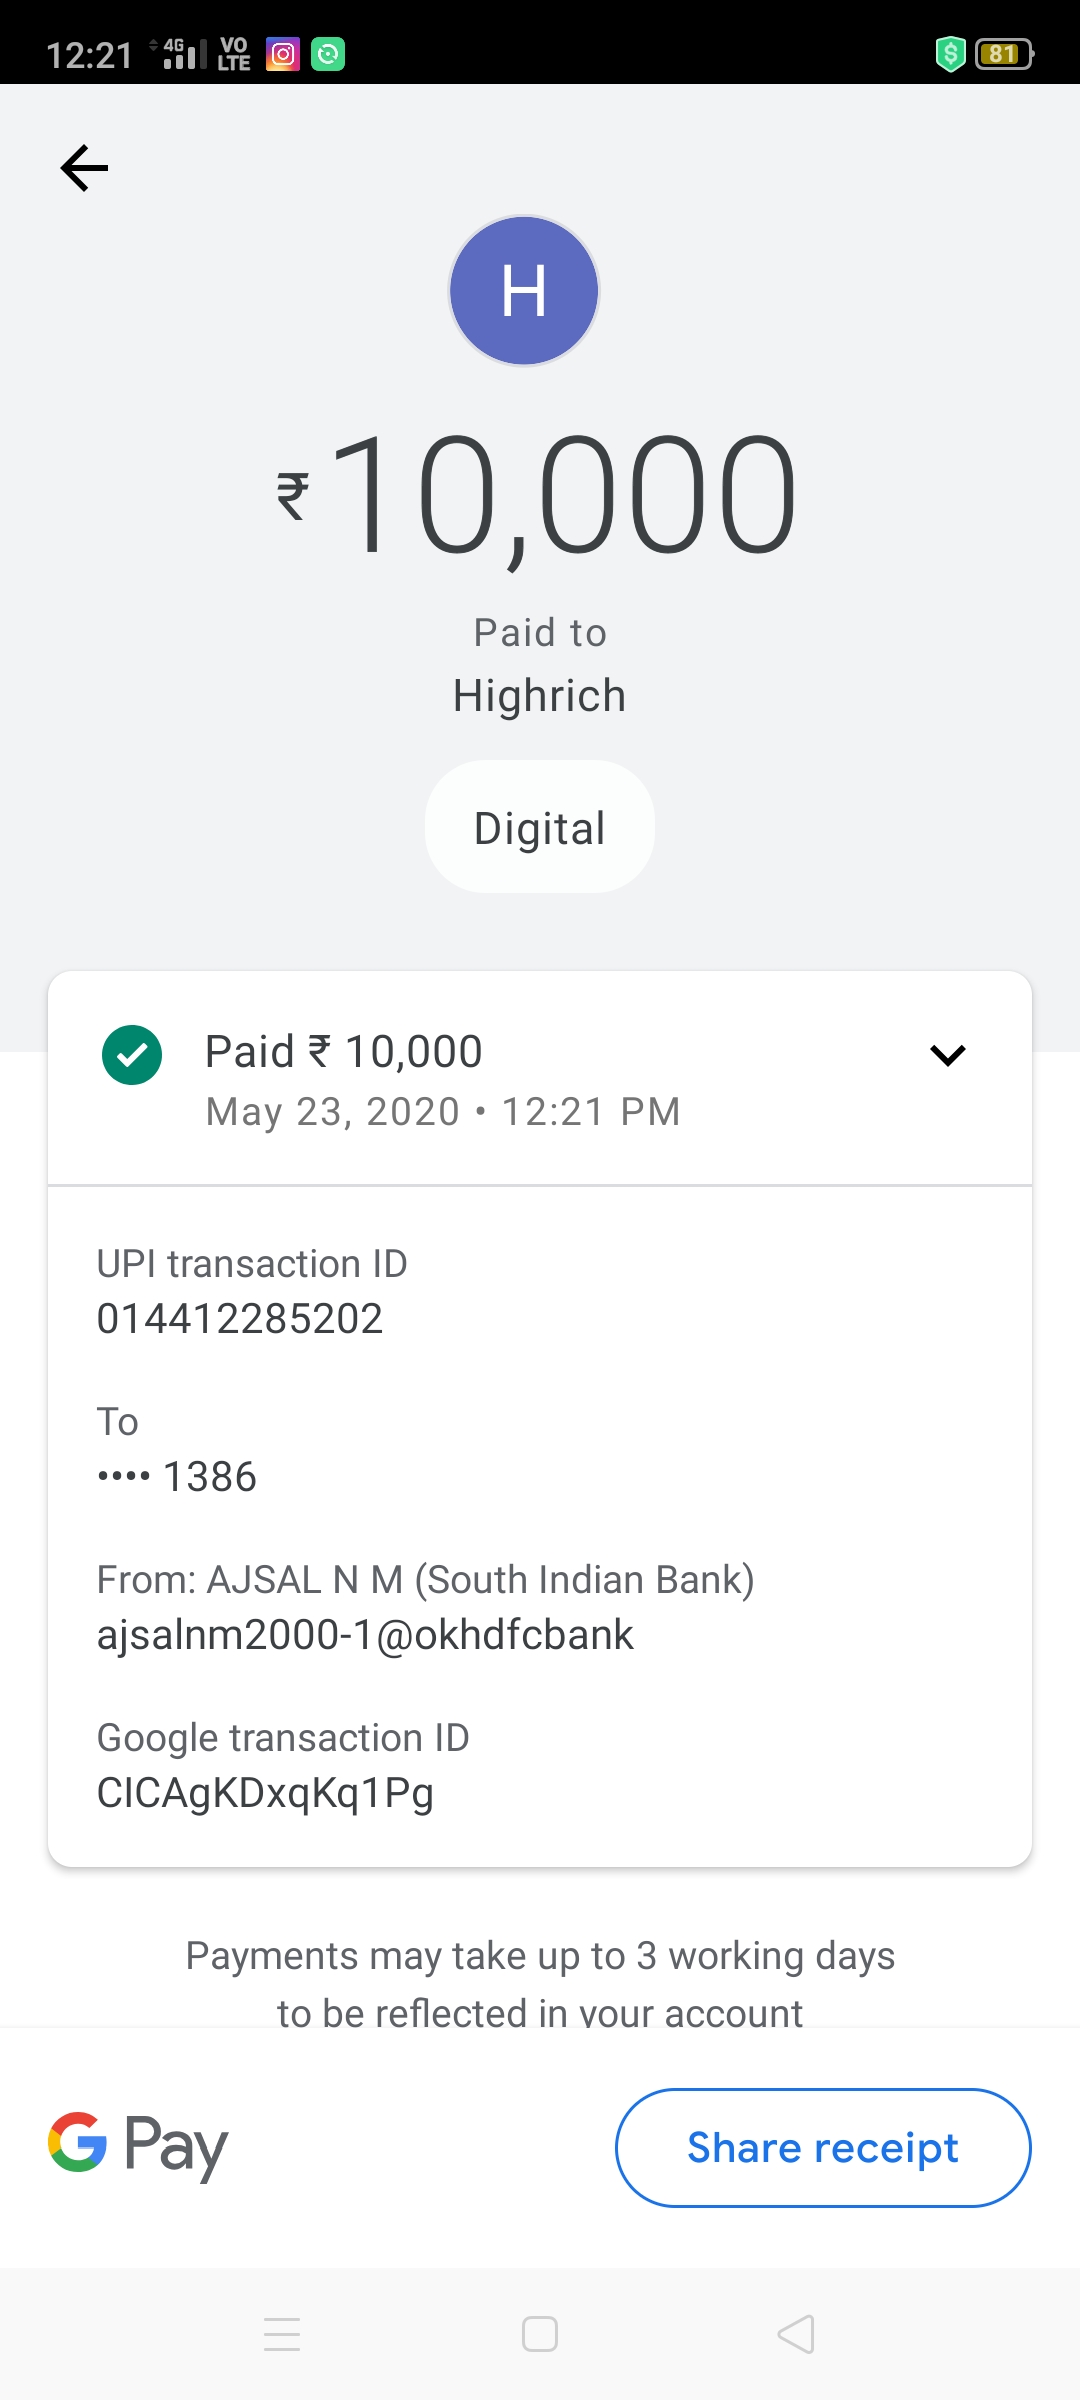 12:21 4G VO LTE $ 81
H
₹10,000
Paid to
Highrich
Digital
Paid ₹ 10,000
May 23, 2020 • 12:21 PM
UPI transaction ID
014412285202
To
•••• 1386
From: AJSAL N M (South Indian Bank)
ajsalnm2000-1@okhdfcbank
Google transaction ID
CICAgKDxqKq1Pg
Payments may take up to 3 working days
to be reflected in your account
G Pay
Share receipt